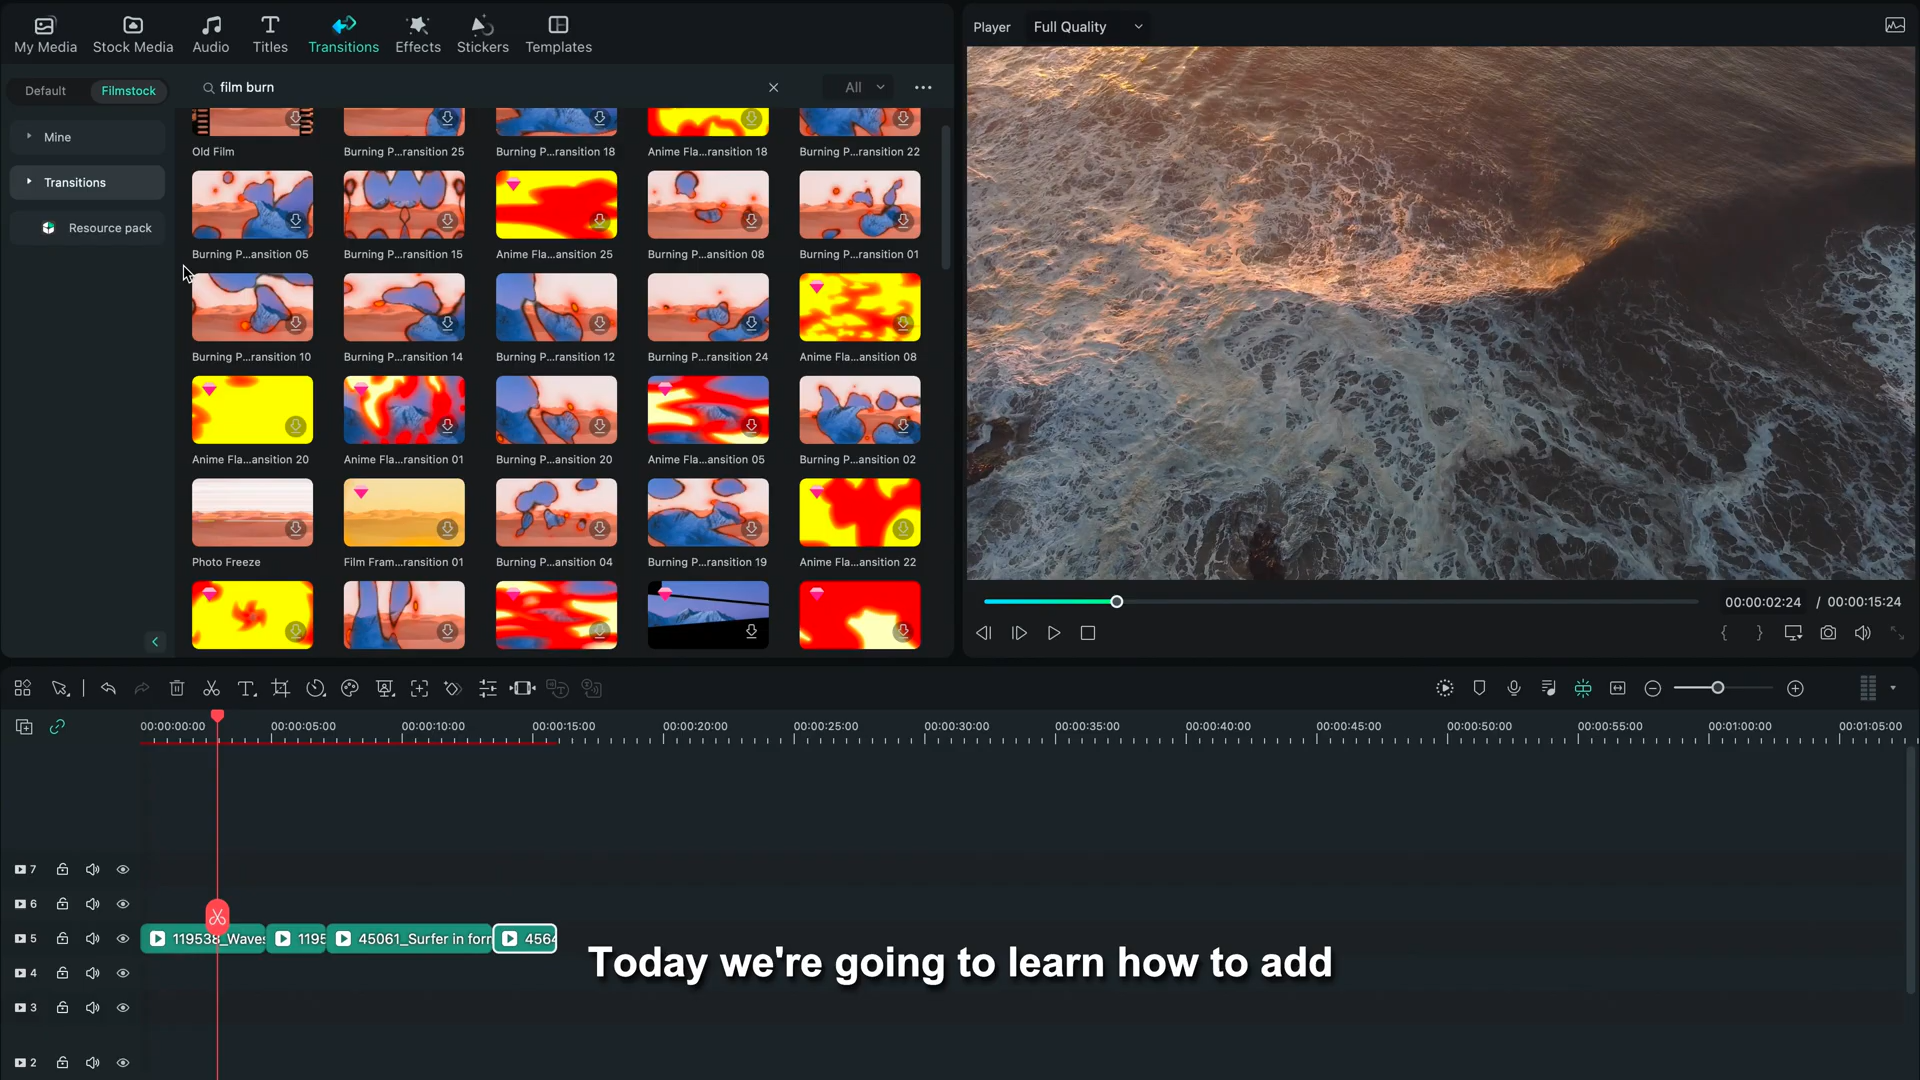 My Media
Stock Media
Audio
Titles
Transitions
Effects
Stickers
Templates
Player
Full Quality
Default
Filmstock
film burn
All
Mine
Transitions
Resource pack
Old Film
Burning P...ransition 25
Burning P...ransition 18
Anime Fla...ransition 18
Burning P...ransition 22
Burning P...ansition 05
Burning P...ransition 15
Anime Fla...ansition 25
Burning P...ansition 08
Burning P...ransition 01
Burning P...ransition 10
Burning P...ransition 14
Burning P...ransition 12
Burning P...ransition 24
Anime Fla...ansition 08
Anime Fla...ansition 20
Anime Fla...ransition 01
Burning P...ansition 20
Anime Fla...ansition 05
Burning P...ansition 02
Photo Freeze
Film Fram...ransition 01
Burning P...ansition 04
Burning P...ransition 19
Anime Fla...ansition 22
00:00:02:24 / 00:00:15:24
00:00:00:00
00:00:05:00
00:00:10:00
00:00:15:00
00:00:20:00
00:00:25:00
00:00:30:00
00:00:35:00
00:00:40:00
00:00:45:00
00:00:50:00
00:00:55:00
00:01:00:00
00:01:05:00
7
6
5
119538_Waves
1195
45061_Surfer in forr
4564
4
3
2
Today we're going to learn how to add